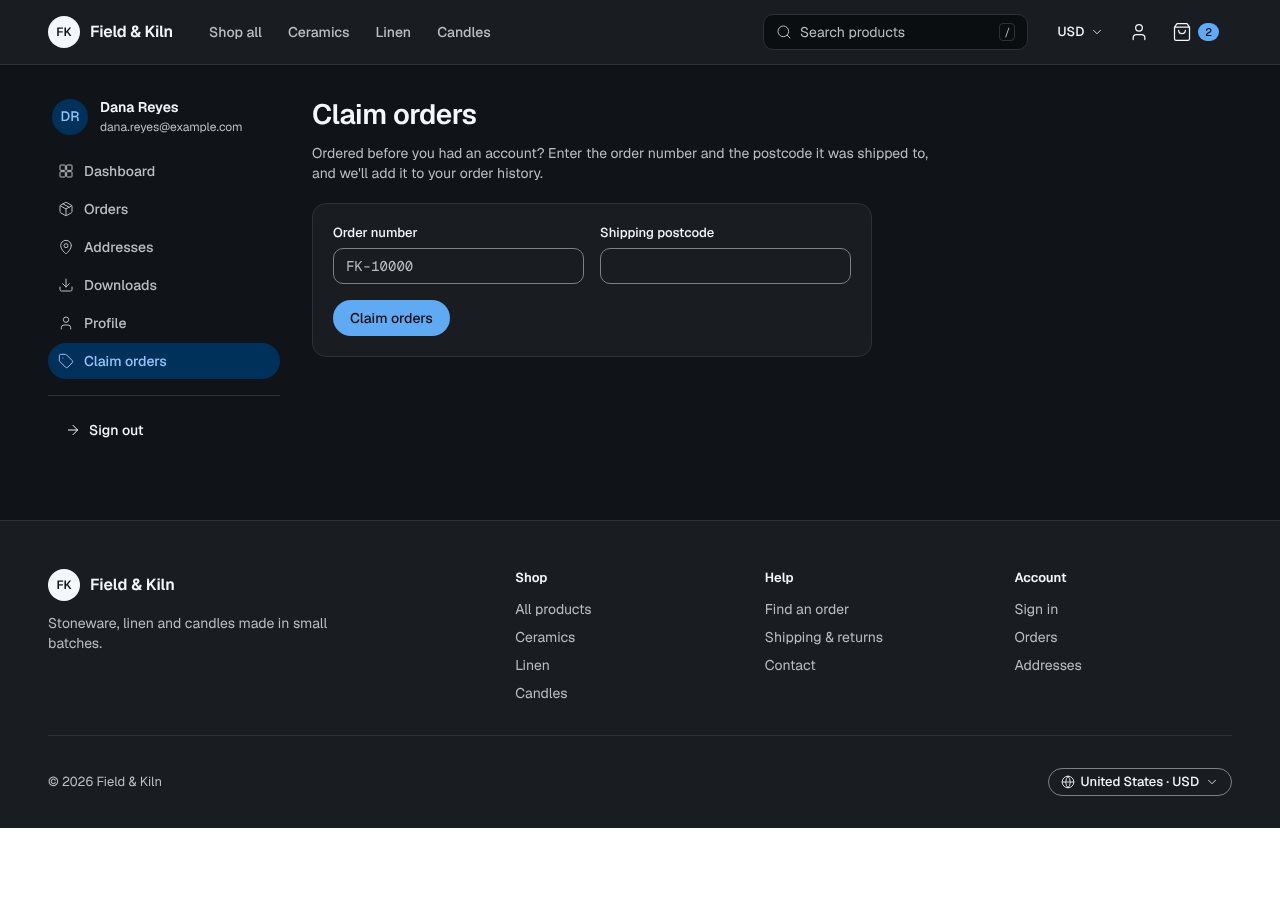 FK Field & Kiln Shop all Ceramics Linen Candles Search products / USD 2
DR Dana Reyes
dana.reyes@example.com
Dashboard
Orders
Addresses
Downloads
Profile
Claim orders
Sign out
Claim orders
Ordered before you had an account? Enter the order number and the postcode it was shipped to,
and we'll add it to your order history.
Order number
FK-10000
Shipping postcode
Claim orders
FK Field & Kiln
Stoneware, linen and candles made in small
batches.
Shop
All products
Ceramics
Linen
Candles
Help
Find an order
Shipping & returns
Contact
Account
Sign in
Orders
Addresses
© 2026 Field & Kiln
United States · USD